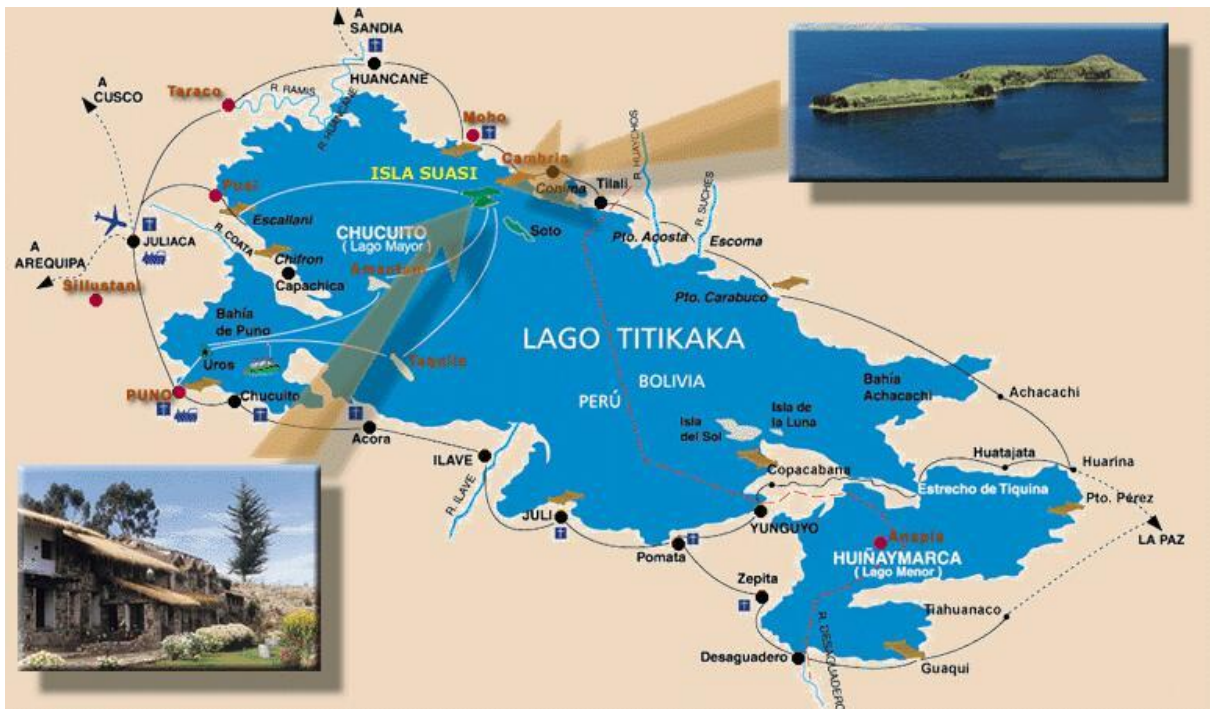 A
SANDIA
HUANCANE
A
CUSCO
Taraco
R. RAMIS
R. HUANCANE
Moho
Cambria
ISLA SUASI
Conima
Tilali
R. HUAYCHOS
R. SUCHES
Pusi
Escallani
CHUCUITO
(Lago Mayor)
Soto
Pto. Acosta
Escoma
JULIACA
R. COATA
A
AREQUIPA
Chifron
Capachica
Amantani
Pto. Carabuco
Sillustani
Bahía
de Puno
LAGO TITIKAKA
Uros
Taquile
BOLIVIA
PERÚ
Bahía
Achacachi
Achacachi
PUNO
Chucuito
Acora
Isla
del Sol
Isla de
la Luna
ILAVE
R. ILAVE
Copacabana
Huatajata
Huarina
Estrecho de Tiquina
Pto. Pérez
JULI
YUNGUYO
Anapia
LA PAZ
Pomata
HUIÑAYMARCA
(Lago Menor)
Zepita
Tiahuanaco
R. DESAGUADERO
Desaguadero
Guaqui